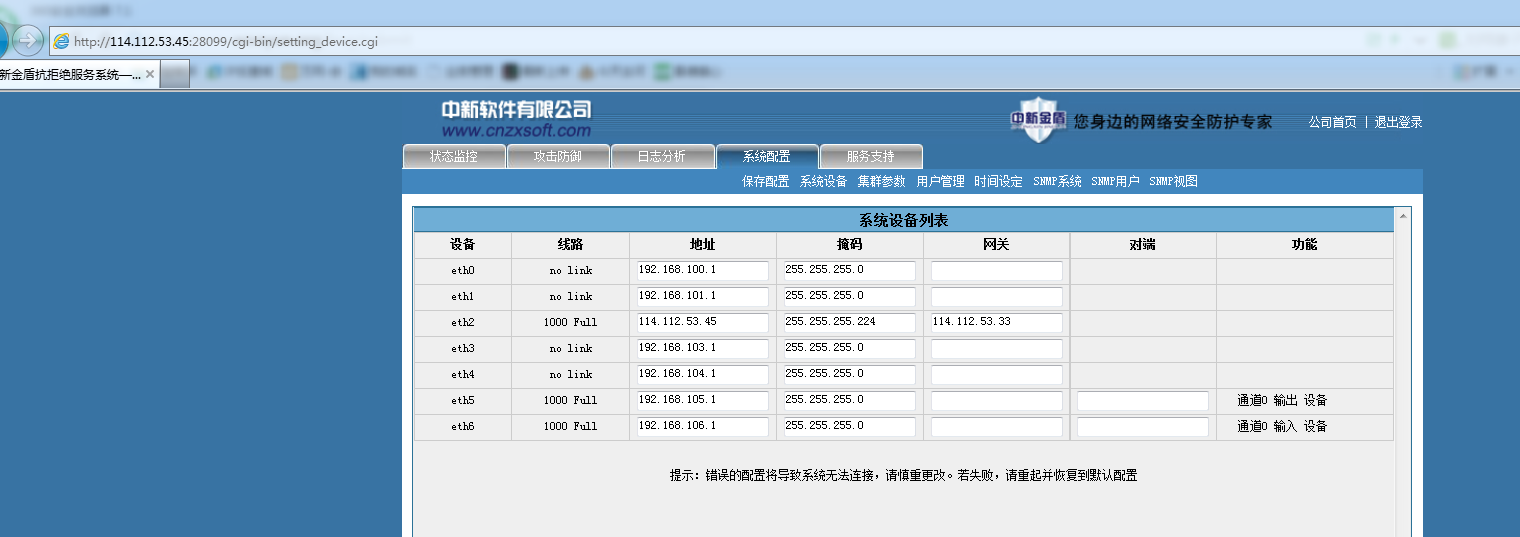 http://114.112.53.45:28099/cgi-bin/setting_device.cgi
新金盾抗拒绝服务系统—...
中新软件有限公司
www.cnzxsoft.com
中新金盾 您身边的网络安全防护专家 公司首页 | 退出登录
状态监控 攻击防御 日志分析 系统配置 服务支持
保存配置 系统设备 集群参数 用户管理 时间设定 SNMP系统 SNMP用户 SNMP视图
系统设备列表
设备 线路 地址 掩码 网关 对端 功能
eth0 no link 192.168.100.1 255.255.255.0
eth1 no link 192.168.101.1 255.255.255.0
eth2 1000 Full 114.112.53.45 255.255.255.224 114.112.53.33
eth3 no link 192.168.103.1 255.255.255.0
eth4 no link 192.168.104.1 255.255.255.0
eth5 1000 Full 192.168.105.1 255.255.255.0 通道0 输出 设备
eth6 1000 Full 192.168.106.1 255.255.255.0 通道0 输入 设备
提示：错误的配置将导致系统无法连接，请慎重更改。若失败，请重起并恢复到默认配置